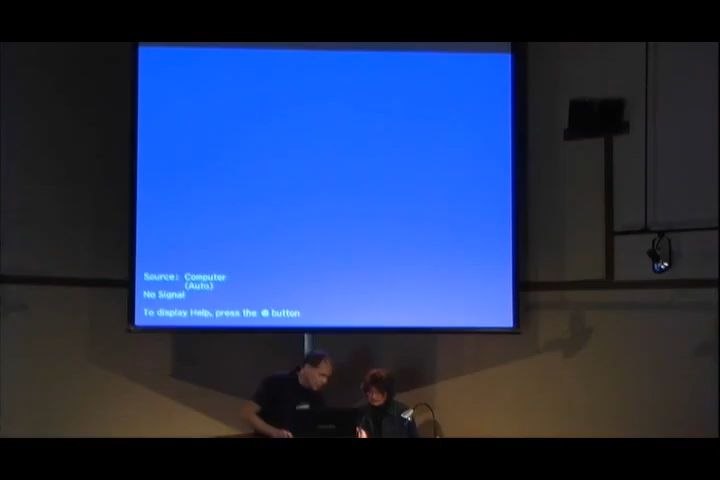 Source: Computer
(Auto)
No Signal
To display Help, press the button